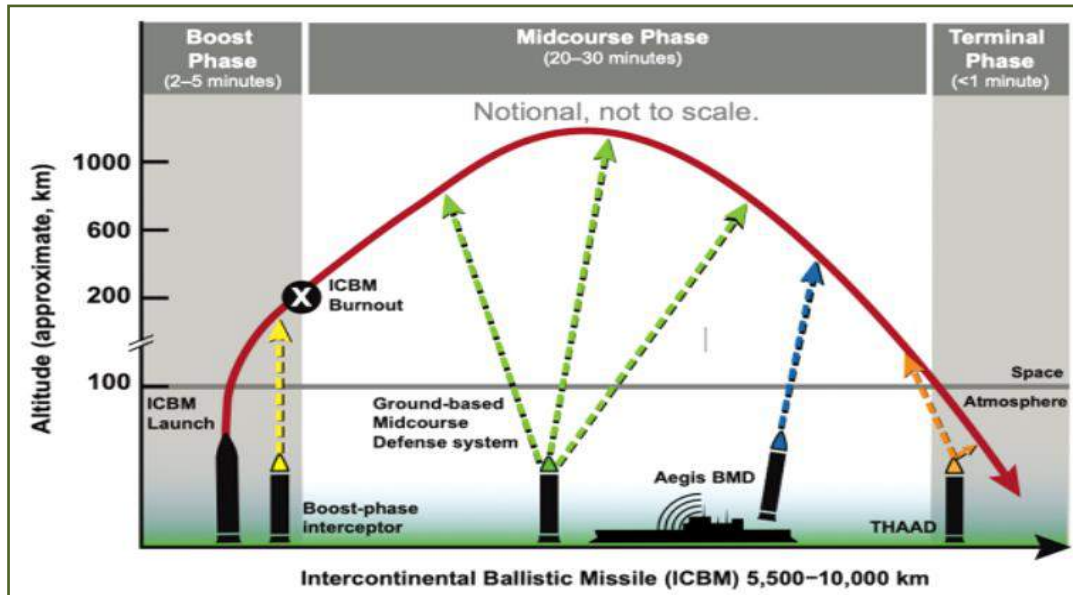 Boost
Phase
(2–5 minutes)
Midcourse Phase
(20–30 minutes)
Terminal
Phase
(<1 minute)
Notional, not to scale.
Altitude (approximate, km)
1000
600
200
100
X
ICBM
Burnout
Space
Atmosphere
ICBM
Launch
Ground-based
Midcourse
Defense system
Aegis BMD
Boost-phase
interceptor
THAAD
Intercontinental Ballistic Missile (ICBM) 5,500–10,000 km